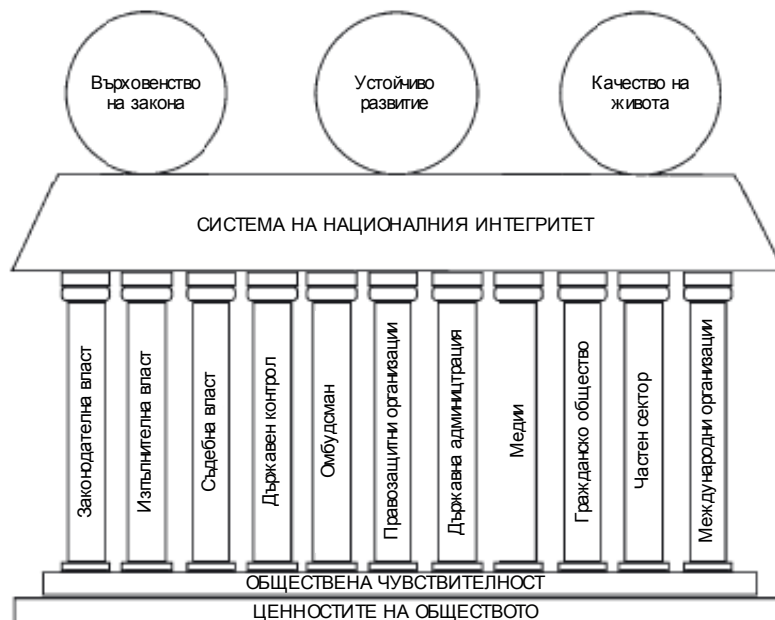 Върховенство
на закона
Устойчиво
развитие
Качество на
живота
СИСТЕМА НА НАЦИОНАЛНИЯ ИНТЕГРИТЕТ
Законодателна власт
Изпълнителна власт
Съдебна власт
Държавен контрол
Омбудсман
Правозащитни организации
Държавна админицтрация
Медии
Гражданско общество
Частен сектор
Международни организации
ОБЩЕСТВЕНА ЧУВСТВИТЕЛНОСТ
ЦЕННОСТИТЕ НА ОБЩЕСТВОТО